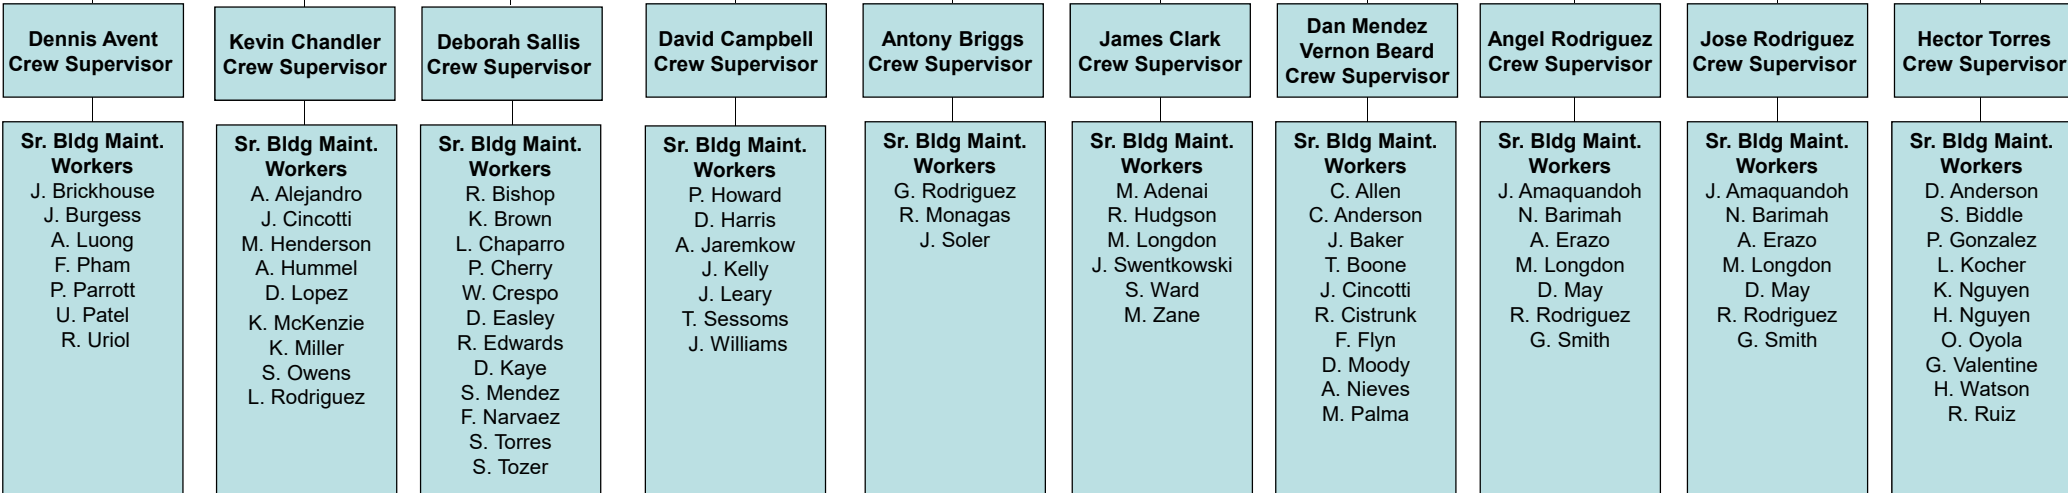 Dennis Avent
Crew Supervisor
Sr. Bldg Maint.
Workers
J. Brickhouse
J. Burgess
A. Luong
F. Pham
P. Parrott
U. Patel
R. Uriol
Kevin Chandler
Crew Supervisor
Sr. Bldg Maint.
Workers
A. Alejandro
J. Cincotti
M. Henderson
A. Hummel
D. Lopez
K. McKenzie
K. Miller
S. Owens
L. Rodriguez
Deborah Sallis
Crew Supervisor
Sr. Bldg Maint.
Workers
R. Bishop
K. Brown
L. Chaparro
P. Cherry
W. Crespo
D. Easley
R. Edwards
D. Kaye
S. Mendez
F. Narvaez
S. Torres
S. Tozer
David Campbell
Crew Supervisor
Sr. Bldg Maint.
Workers
P. Howard
D. Harris
A. Jaremkow
J. Kelly
J. Leary
T. Sessoms
J. Williams
Antony Briggs
Crew Supervisor
Sr. Bldg Maint.
Workers
G. Rodriguez
R. Monagas
J. Soler
James Clark
Crew Supervisor
Sr. Bldg Maint.
Workers
M. Adenai
R. Hudgson
M. Longdon
J. Swentkowski
S. Ward
M. Zane
Dan Mendez
Vernon Beard
Crew Supervisor
Sr. Bldg Maint.
Workers
C. Allen
C. Anderson
J. Baker
T. Boone
J. Cincotti
R. Cistrunk
F. Flyn
D. Moody
A. Nieves
M. Palma
Angel Rodriguez
Crew Supervisor
Sr. Bldg Maint.
Workers
J. Amaquandoh
N. Barimah
A. Erazo
M. Longdon
D. May
R. Rodriguez
G. Smith
Jose Rodriguez
Crew Supervisor
Sr. Bldg Maint.
Workers
J. Amaquandoh
N. Barimah
A. Erazo
M. Longdon
D. May
R. Rodriguez
G. Smith
Hector Torres
Crew Supervisor
Sr. Bldg Maint.
Workers
D. Anderson
S. Biddle
P. Gonzalez
L. Kocher
K. Nguyen
H. Nguyen
O. Oyola
G. Valentine
H. Watson
R. Ruiz